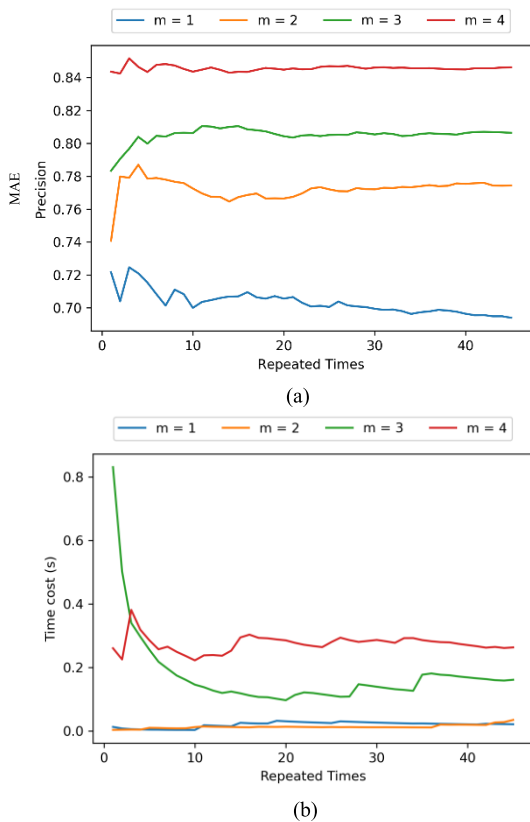 m = 1 m = 2 m = 3 m = 4
0.84
0.82
0.80
0.78
0.76
0.74
0.72
0.70
MAE
Precision
0 10 20 30 40
Repeated Times
(a)
m = 1 m = 2 m = 3 m = 4
0.8
0.6
0.4
0.2
0.0
Time cost (s)
0 10 20 30 40
Repeated Times
(b)